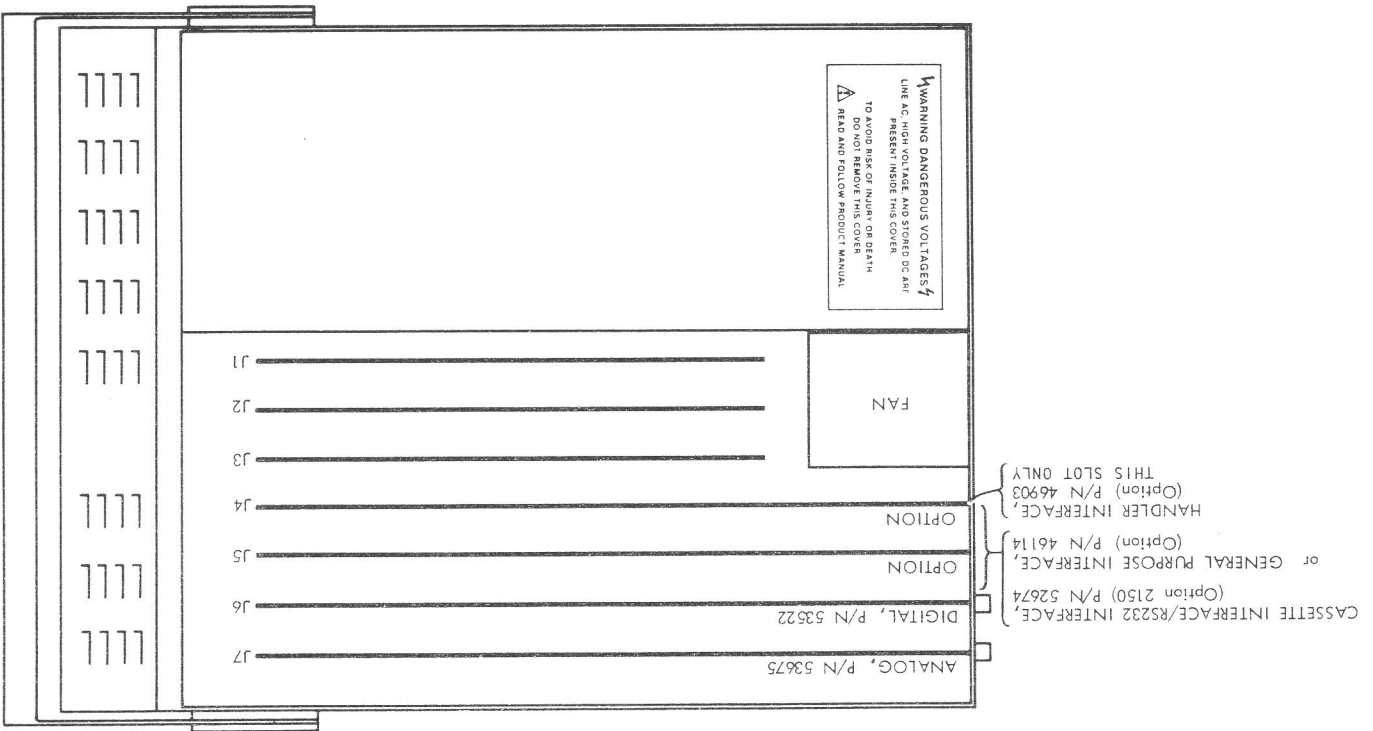 ANALOG, P/N 53675
J7
CASSETTE INTERFACE/RS232 INTERFACE,
(Option 2150) P/N 52674
or GENERAL PURPOSE INTERFACE,
(Option) P/N 46114
DIGITAL, P/N 53522
J6
OPTION
J5
HANDLER INTERFACE,
(Option) P/N 46903
THIS SLOT ONLY
OPTION
J4
J3
FAN
J2
J1
WARNING DANGEROUS VOLTAGES
LINE AC, HIGH VOLTAGE, AND STORED DC ARE
PRESENT INSIDE THIS COVER
TO AVOID RISK OF INJURY OR DEATH
DO NOT REMOVE THIS COVER
READ AND FOLLOW PRODUCT MANUAL